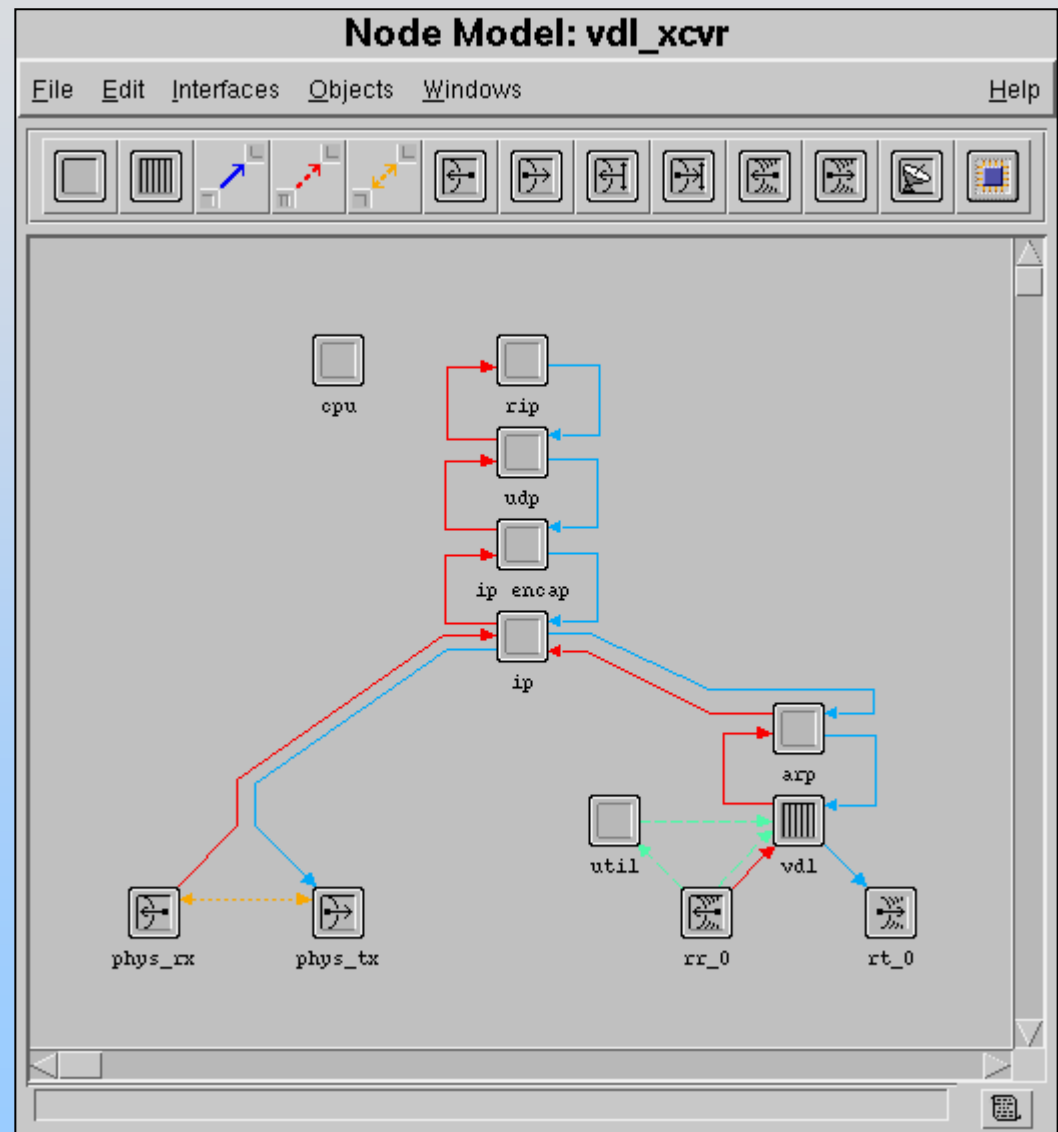 Node Model: vdl_xcvr
File Edit Interfaces Objects Windows Help
cpu rip
udp
ip encap
ip
arp
util vdl
phys_rx phys_tx rr_0 rt_0